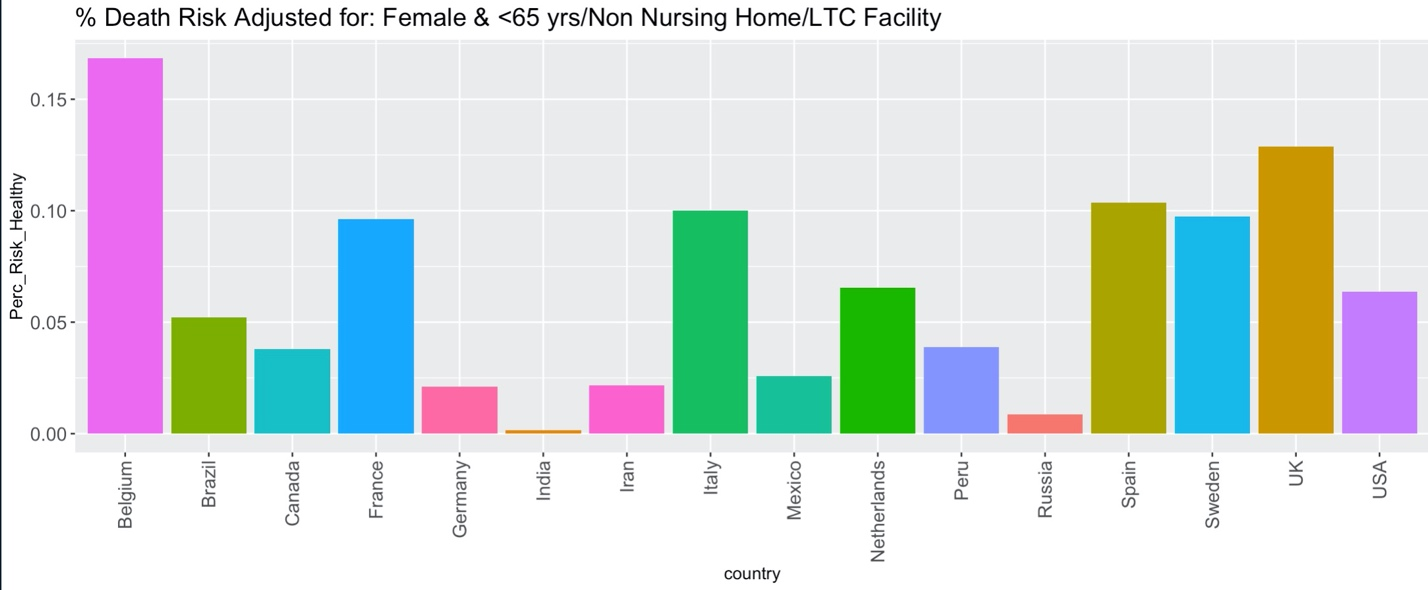 % Death Risk Adjusted for: Female & <65 yrs/Non Nursing Home/LTC Facility
Perc_Risk_Healthy
0.15
0.10
0.05
0.00
Belgium
Brazil
Canada
France
Germany
India
Iran
Italy
Mexico
Netherlands
Peru
Russia
Spain
Sweden
UK
USA
country